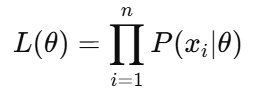 L(θ) = ∏_{i=1}^{n} P(x_i|θ)